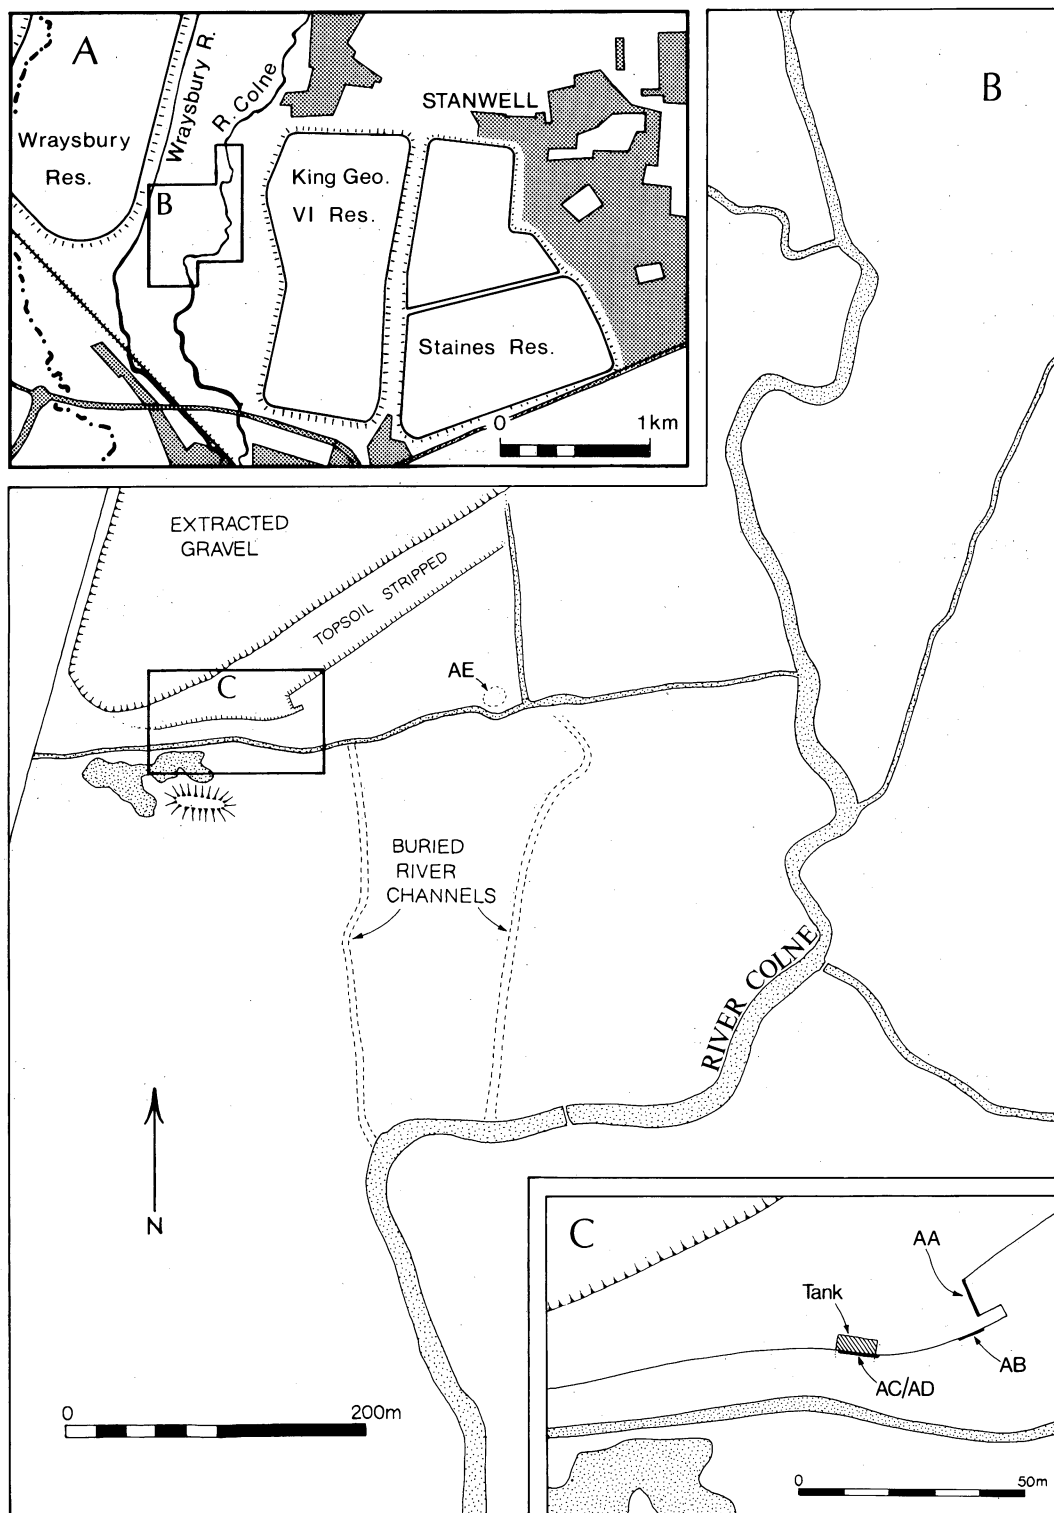 A
Wraysbury R.
R. Colne
STANWELL
Wraysbury
Res.
B
King Geo.
VI Res.
Staines Res.
0 1km
B
EXTRACTED
GRAVEL
TOPSOIL STRIPPED
C
AE
BURIED
RIVER
CHANNELS
RIVER COLNE
N
0 200m
C
AA
Tank
AB
AC/AD
0 50m